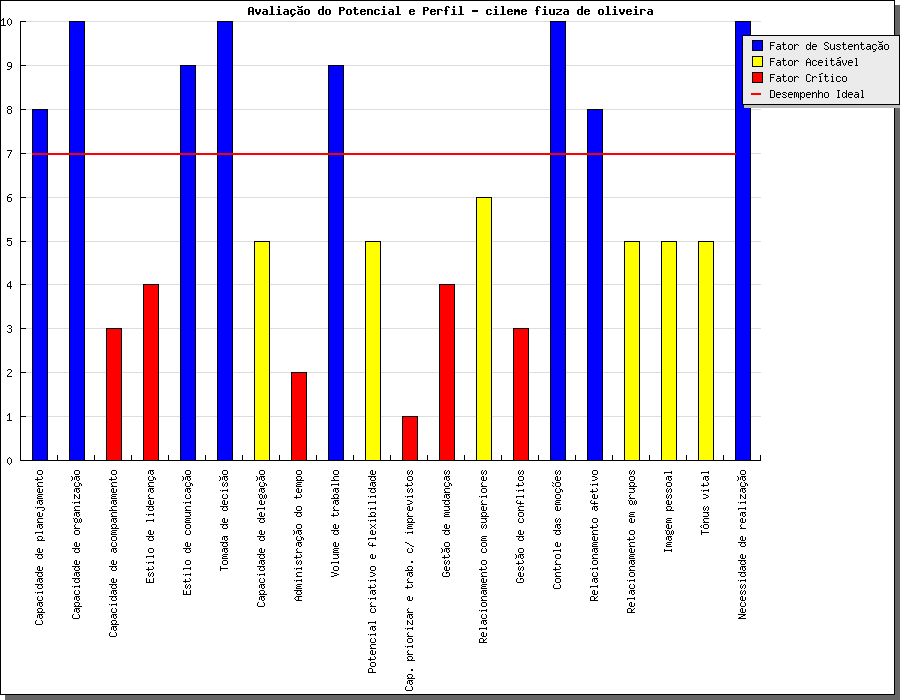 Avaliação do Potencial e Perfil - cileme fiuza de oliveira
10
9
8
7
6
5
4
3
2
1
0
Fator de Sustentação
Fator Aceitável
Fator Crítico
Desempenho Ideal
Capacidade de planejamento
Capacidade de organização
Capacidade de acompanhamento
Estilo de liderança
Estilo de comunicação
Tomada de decisão
Capacidade de delegação
Administração do tempo
Volume de trabalho
Potencial criativo e flexibilidade
Cap. priorizar e trab. c/ imprevistos
Gestão de mudanças
Relacionamento com superiores
Gestão de conflitos
Controle das emoções
Relacionamento afetivo
Relacionamento em grupos
Imagem pessoal
Tônus vital
Necessidade de realização